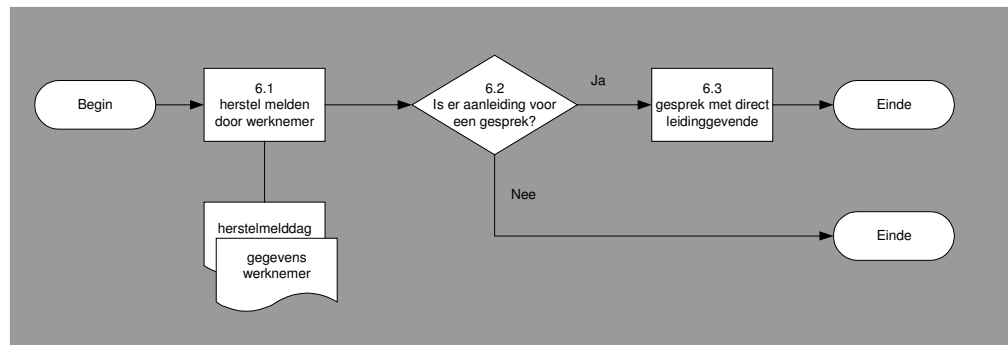 Begin
6.1
herstel melden
door werknemer
6.2
Is er aanleiding voor
een gesprek?
Ja
6.3
gesprek met direct
leidinggevende
Einde
Nee
herstelmelddag
gegevens
werknemer
Einde